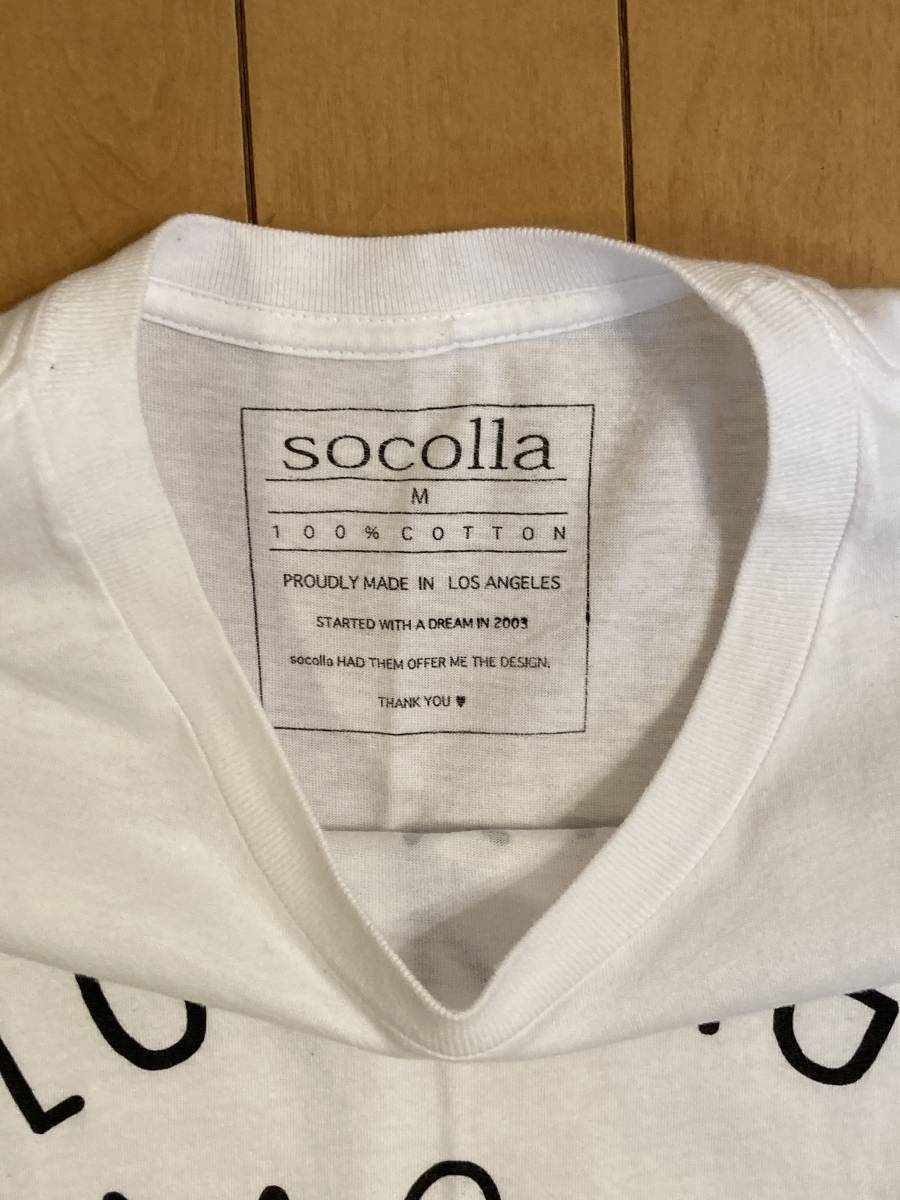 socolla
M
100% COTTON
PROUDLY MADE IN LOS ANGELES
STARTED WITH A DREAM IN 2003
socolla HAD THEM OFFER ME THE DESIGN.
THANK YOU ♥